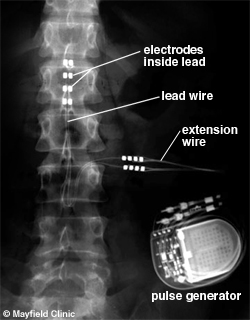 electrodes
inside lead
lead wire
extension
wire
pulse generator
© Mayfield Clinic